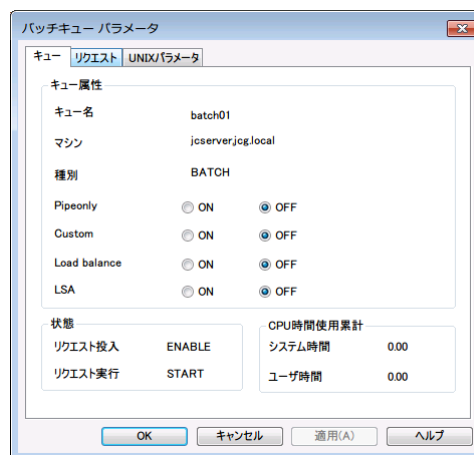 バッチキュー パラメータ
キュー リクエスト UNIXパラメータ
キュー属性
キュー名 batch01
マシン jcserver.jcg.local
種別 BATCH
Pipeonly ON OFF
Custom ON OFF
Load balance ON OFF
LSA ON OFF
状態 CPU時間使用累計
リクエスト投入 ENABLE システム時間 0.00
リクエスト実行 START ユーザ時間 0.00
OK キャンセル 適用(A) ヘルプ